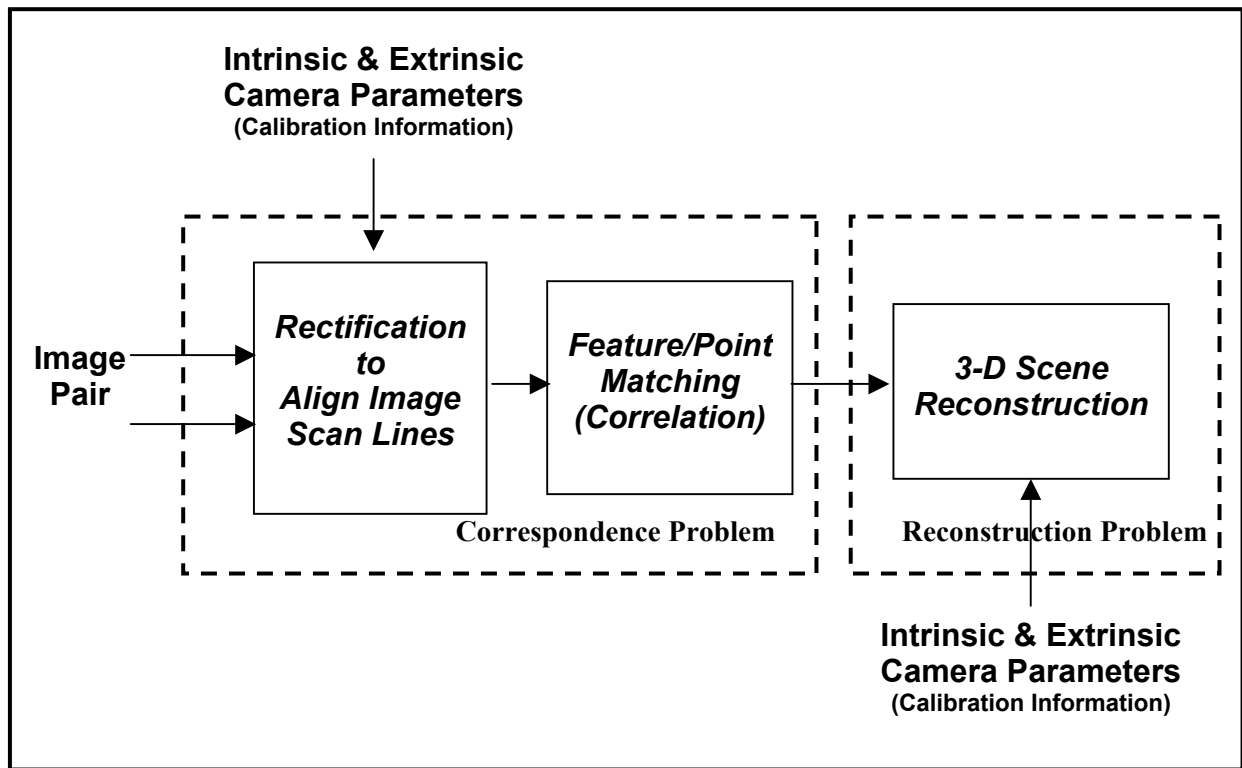 Intrinsic & Extrinsic
Camera Parameters
(Calibration Information)
Image
Pair
Rectification
to
Align Image
Scan Lines
Feature/Point
Matching
(Correlation)
Correspondence Problem
3-D Scene
Reconstruction
Reconstruction Problem
Intrinsic & Extrinsic
Camera Parameters
(Calibration Information)